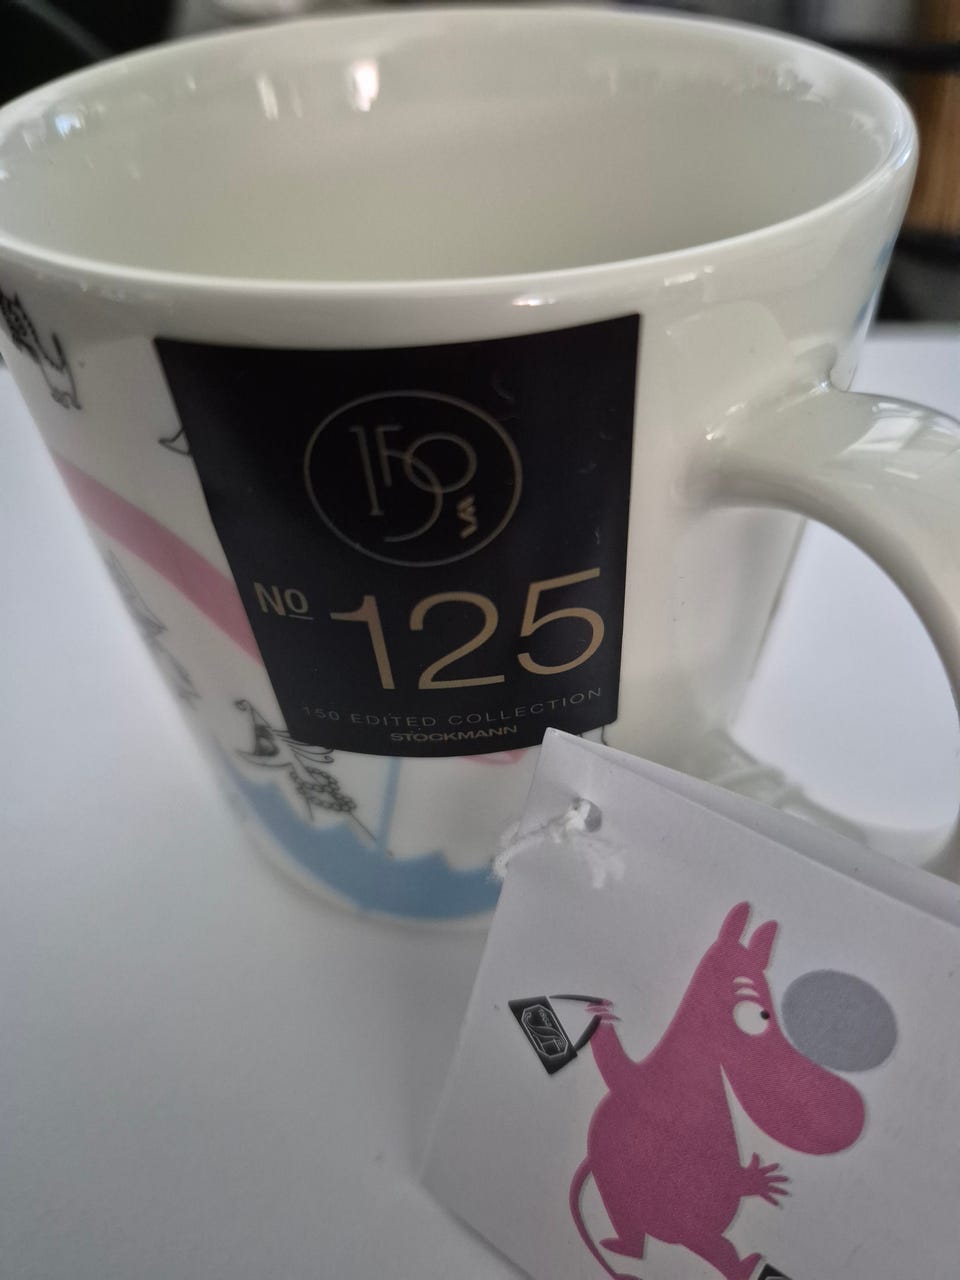 150
Nº 125
150 EDITED COLLECTION
STOCKMANN